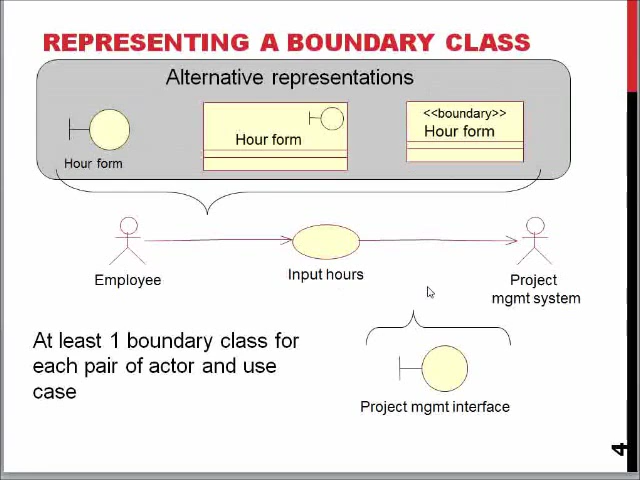 REPRESENTING A BOUNDARY CLASS
Alternative representations
Hour form
Hour form
<<boundary>>
Hour form
Employee
Input hours
Project
mgmt system
At least 1 boundary class for
each pair of actor and use
case
Project mgmt interface
4